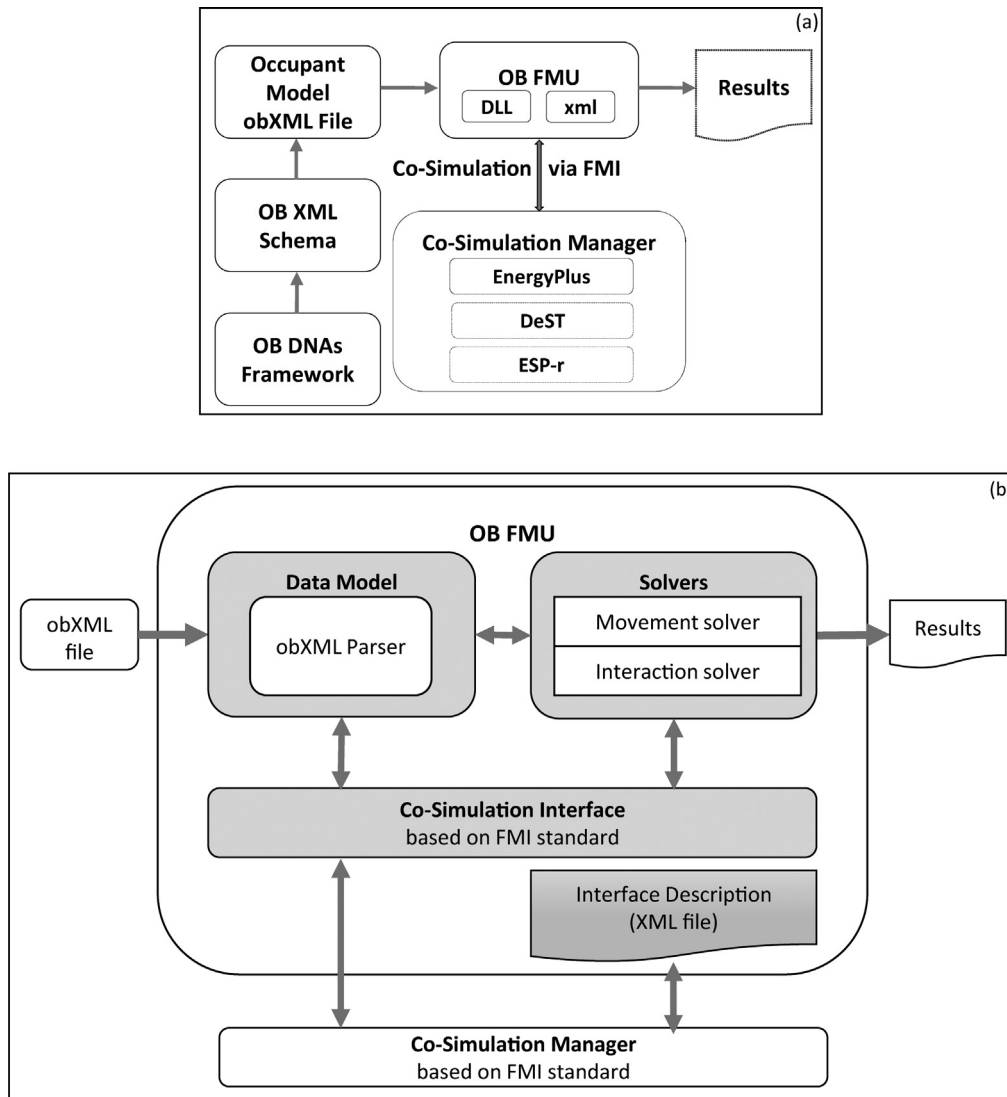 (a)
Occupant
Model
obXML File
OB FMU
DLL
xml
Results
Co-Simulation
via FMI
OB XML
Schema
Co-Simulation Manager
EnergyPlus
DeST
ESP-r
OB DNAs
Framework
(b
OB FMU
Data Model
Solvers
obXML
file
obXML Parser
Movement solver
Interaction solver
Results
Co-Simulation Interface
based on FMI standard
Interface Description
(XML file)
Co-Simulation Manager
based on FMI standard